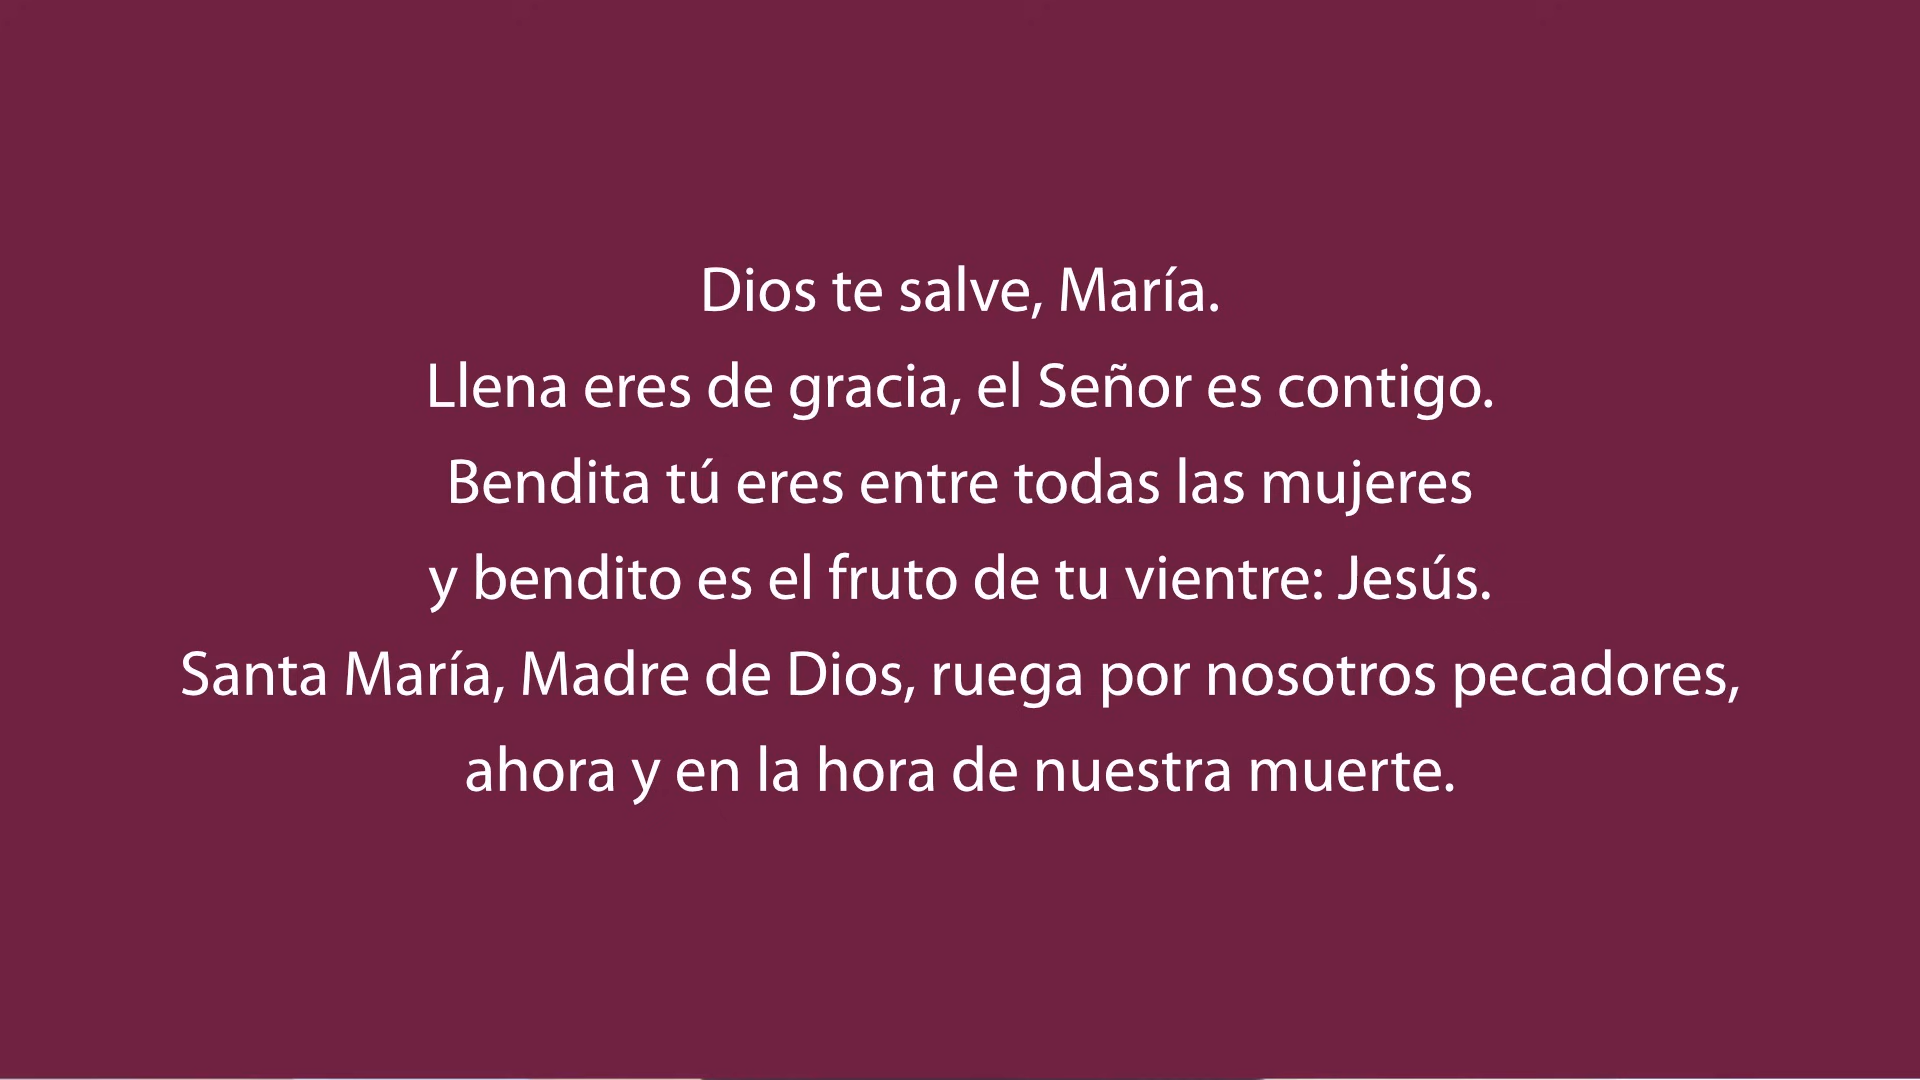 Dios te salve, María.
Llena eres de gracia, el Señor es contigo.
Bendita tú eres entre todas las mujeres
y bendito es el fruto de tu vientre: Jesús.
Santa María, Madre de Dios, ruega por nosotros pecadores,
ahora y en la hora de nuestra muerte.